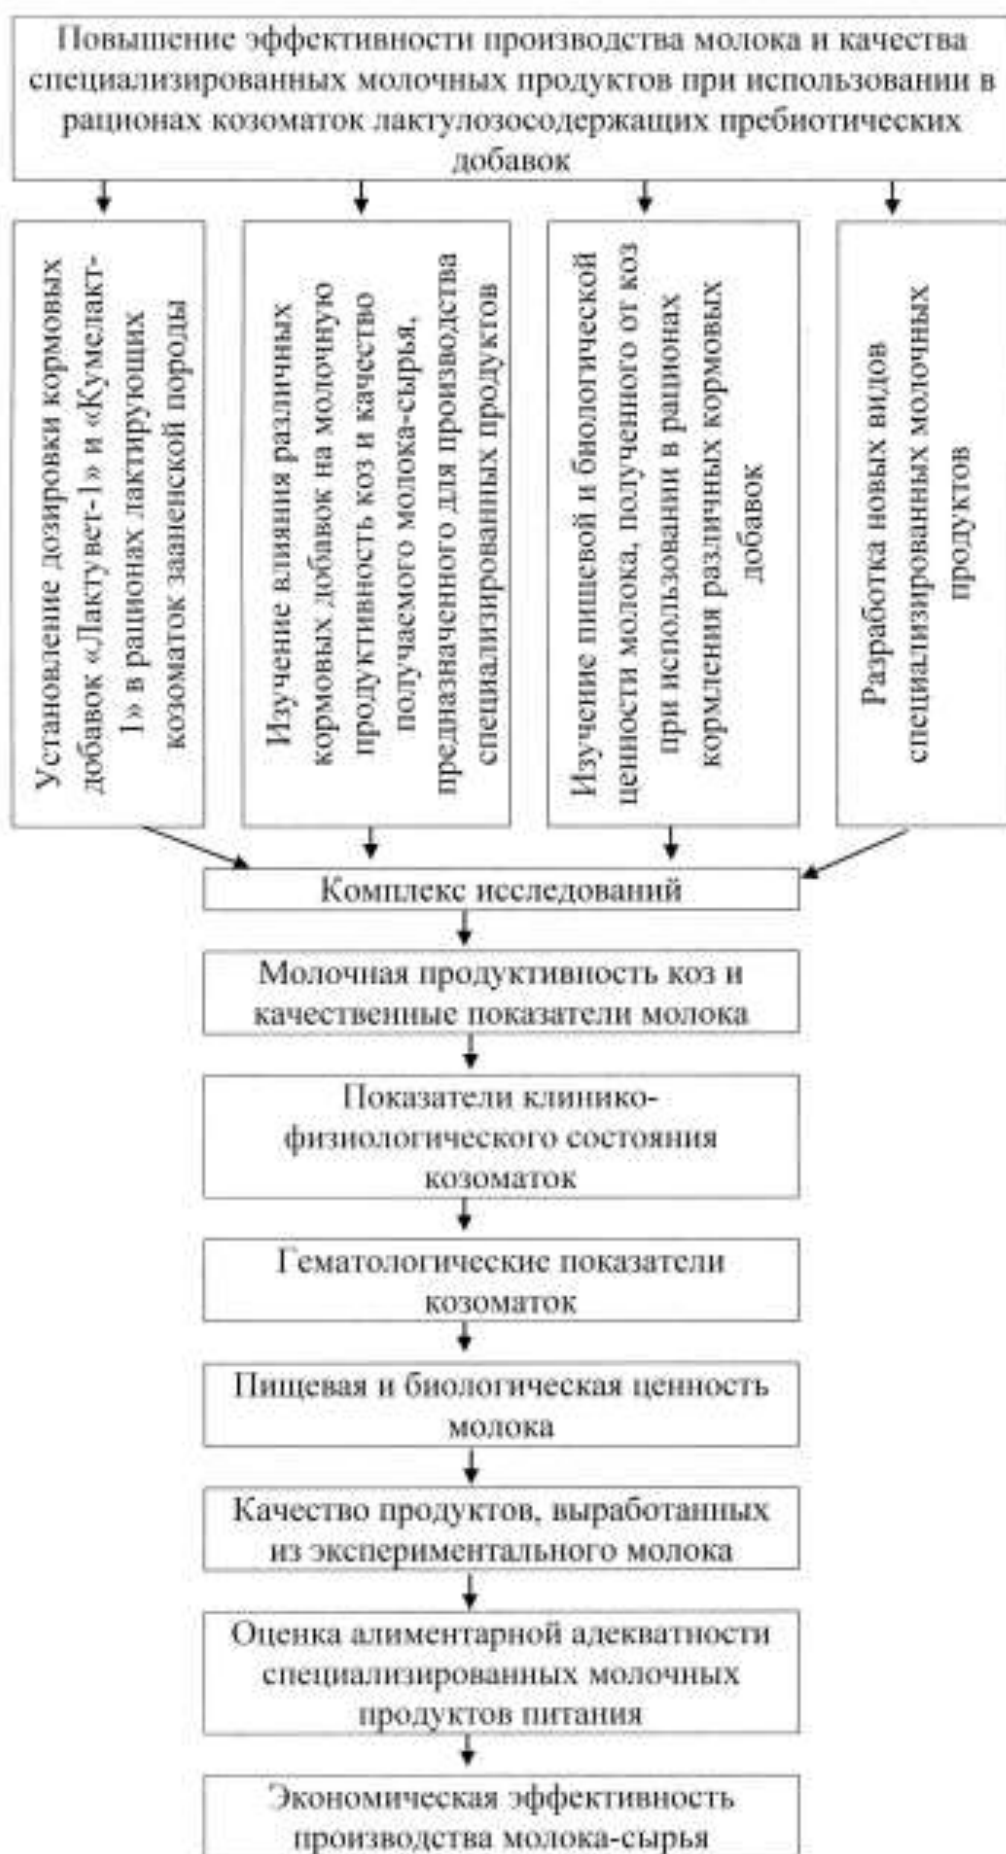 Повышение эффективности производства молока и качества
специализированных молочных продуктов при использовании в
рационах козоматок лактулозосодержащих пребиотических
добавок
Установление дозировки кормовых
добавок «Лактувет-1» и «Кумелакт-
1» в рационах лактирующих
козоматок зааненской породы
Изучение влияния различных
кормовых добавок на молочную
продуктивность коз и качество
получаемого молока-сырья,
предназначенного для производства
специализированных продуктов
Изучение пищевой и биологической
ценности молока, полученного от коз
при использовании в рационах
кормления различных кормовых
добавок
Разработка новых видов
специализированных молочных
продуктов
Комплекс исследований
Молочная продуктивность коз и
качественные показатели молока
Показатели клинико-
физиологического состояния
козоматок
Гематологические показатели
козоматок
Пищевая и биологическая ценность
молока
Качество продуктов, выработанных
из экспериментального молока
Оценка алиментарной адекватности
специализированных молочных
продуктов питания
Экономическая эффективность
производства молока-сырья